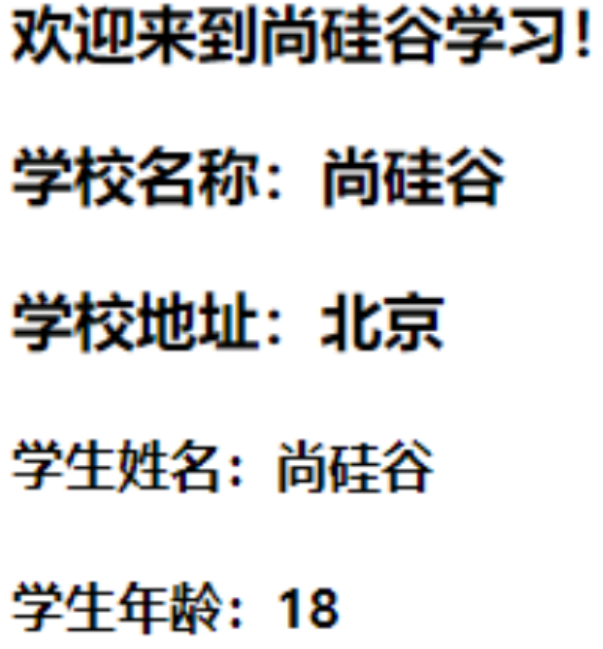 欢迎来到尚硅谷学习！
学校名称：尚硅谷
学校地址：北京
学生姓名：尚硅谷
学生年龄：18